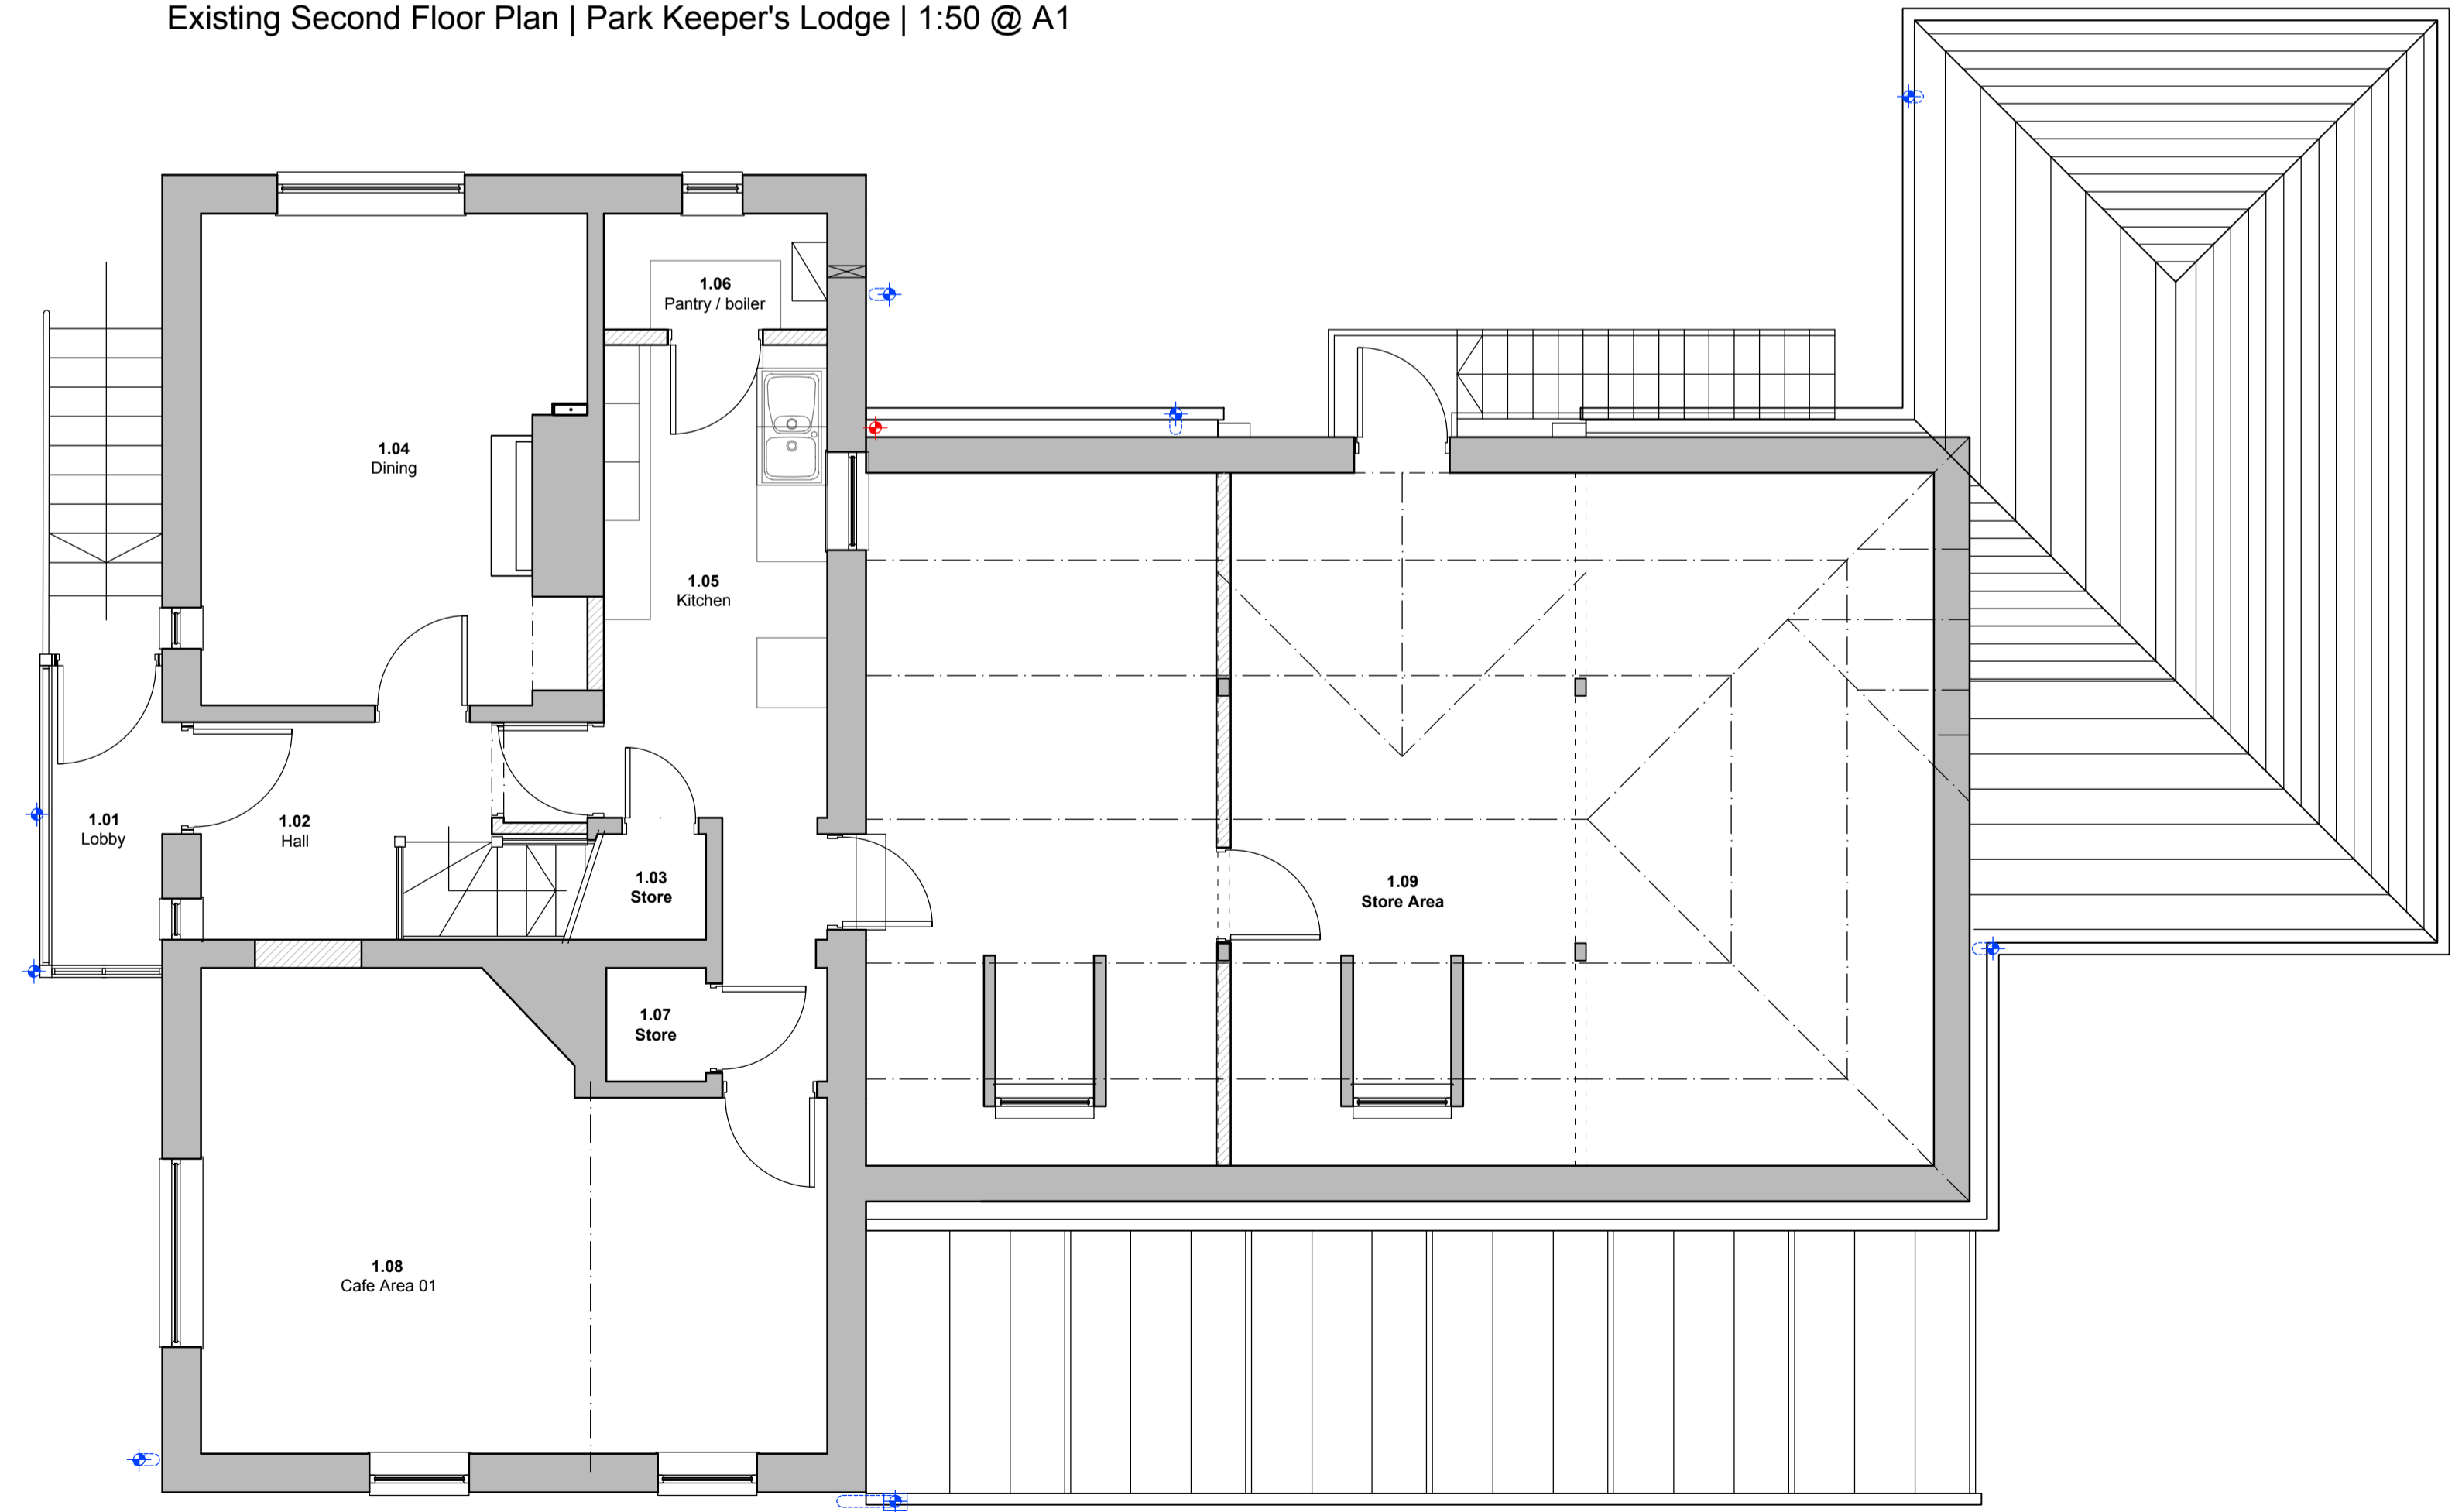 Existing Second Floor Plan | Park Keeper's Lodge | 1:50 @ A1
1.06
Pantry / boiler
1.04
Dining
1.05
Kitchen
1.01
Lobby
1.02
Hall
1.03
Store
1.09
Store Area
1.07
Store
1.08
Cafe Area 01